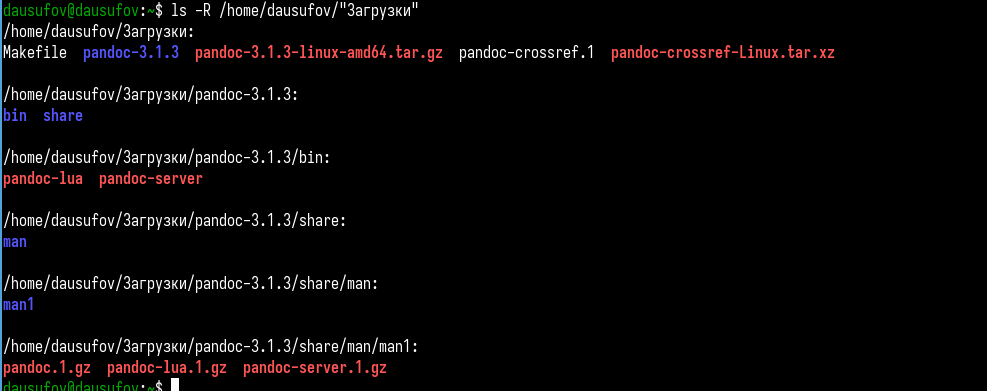 dausufov@dausufov:~$ ls -R /home/dausufov/"Загрузки"
/home/dausufov/Загрузки:
Makefile  pandoc-3.1.3  pandoc-3.1.3-linux-amd64.tar.gz  pandoc-crossref.1  pandoc-crossref-Linux.tar.xz
/home/dausufov/Загрузки/pandoc-3.1.3:
bin  share
/home/dausufov/Загрузки/pandoc-3.1.3/bin:
pandoc-lua  pandoc-server
/home/dausufov/Загрузки/pandoc-3.1.3/share:
man
/home/dausufov/Загрузки/pandoc-3.1.3/share/man:
man1
/home/dausufov/Загрузки/pandoc-3.1.3/share/man/man1:
pandoc.1.gz  pandoc-lua.1.gz  pandoc-server.1.gz
dausufov@dausufov:~$